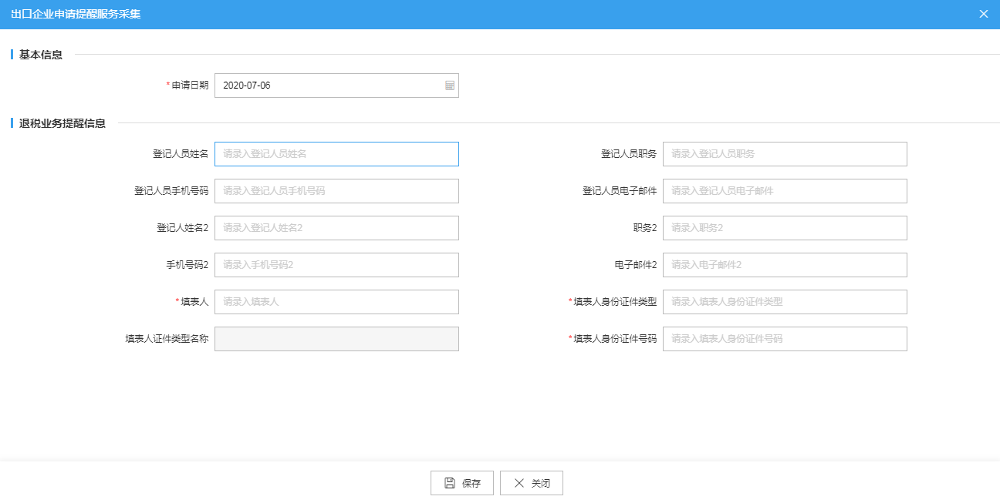 出口企业申请提醒服务采集
基本信息
*申请日期 2020-07-06
退税业务提醒信息
登记人员姓名 请录入登记人员姓名 登记人员职务 请录入登记人员职务
登记人员手机号码 请录入登记人员手机号码 登记人员电子邮件 请录入登记人员电子邮件
登记人姓名2 请录入登记人姓名2 职务2 请录入职务2
手机号码2 请录入手机号码2 电子邮件2 请录入电子邮件2
*填表人 请录入填表人 *填表人身份证件类型 请录入填表人身份证件类型
填表人证件类型名称 *填表人身份证件号码 请录入填表人身份证件号码
保存 关闭